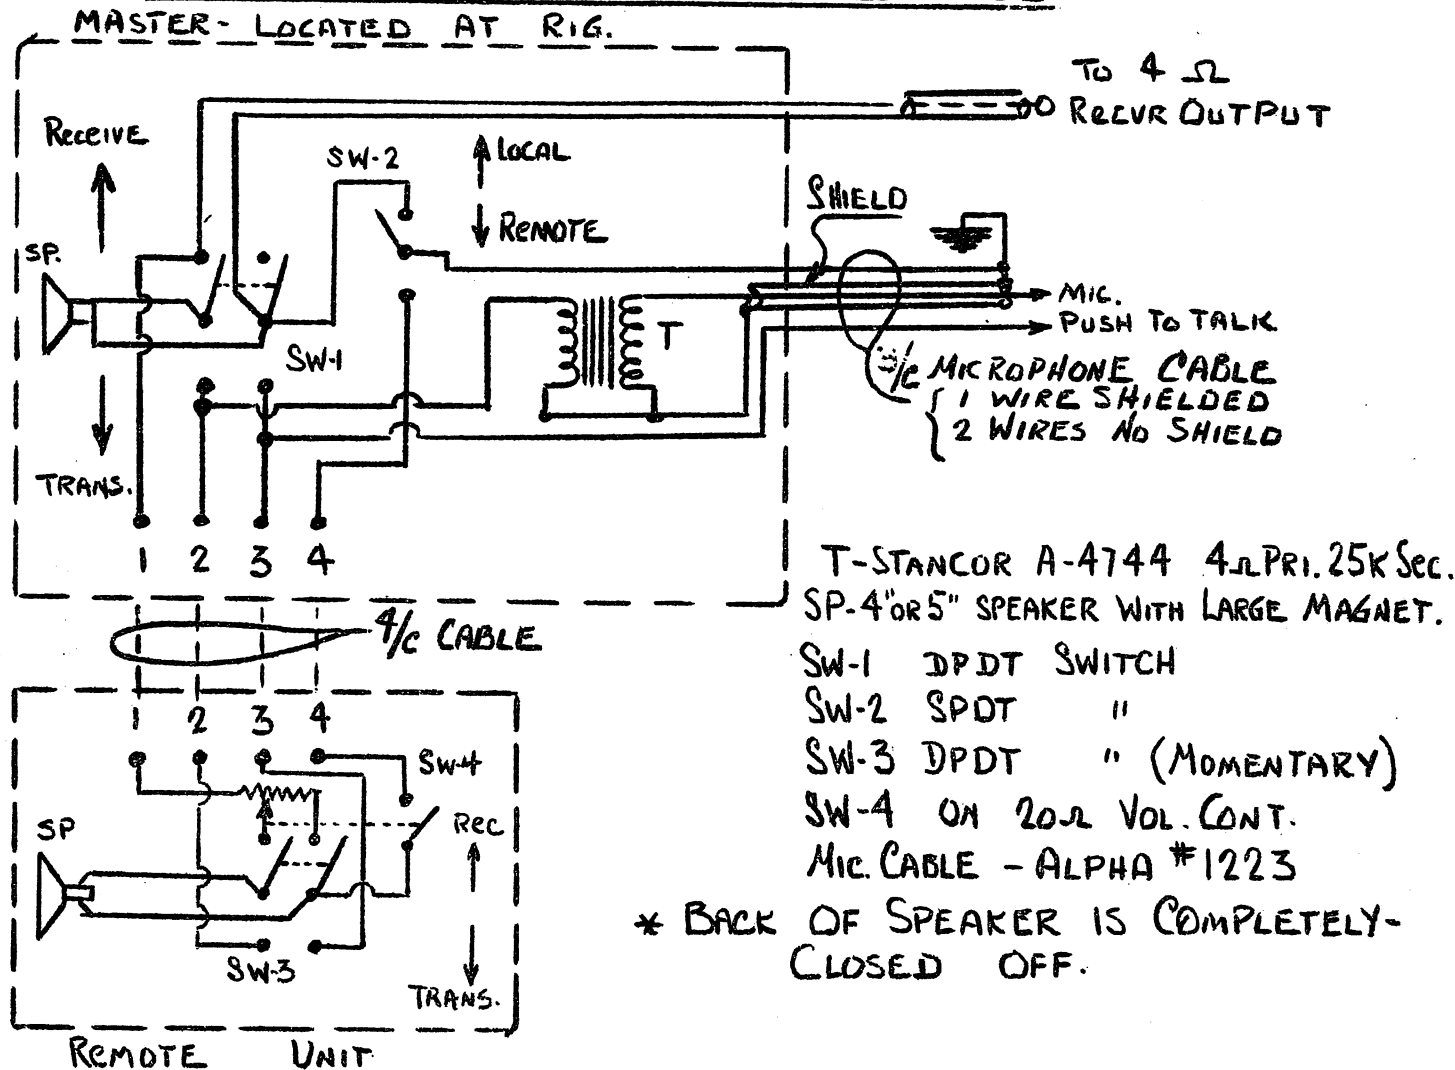 MASTER - LOCATED AT RIG.
TO 4 Ω
RECVR OUTPUT
RECEIVE
SW-2
LOCAL
REMOTE
SHIELD
SP.
MIC.
PUSH TO TALK
T
SW-1
3/C MICROPHONE CABLE
1 WIRE SHIELDED
2 WIRES NO SHIELD
TRANS.
1 2 3 4
T-STANCOR A-4744 4Ω PRI. 25K SEC.
SP-4" OR 5" SPEAKER WITH LARGE MAGNET.
4/C CABLE
SW-1 DPDT SWITCH
SW-2 SPDT "
SW-3 DPDT " (MOMENTARY)
SW-4 ON 20Ω VOL. CONT.
MIC. CABLE - ALPHA #1223
* BACK OF SPEAKER IS COMPLETELY-
CLOSED OFF.
1 2 3 4
SW-4
SP
REC
SW-3
TRANS.
REMOTE UNIT